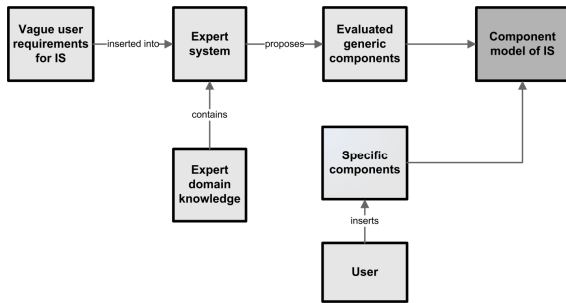 Vague user
requirements
for IS
inserted into
Expert
system
proposes
Evaluated
generic
components
Component
model of IS
contains
Expert
domain
knowledge
Specific
components
inserts
User